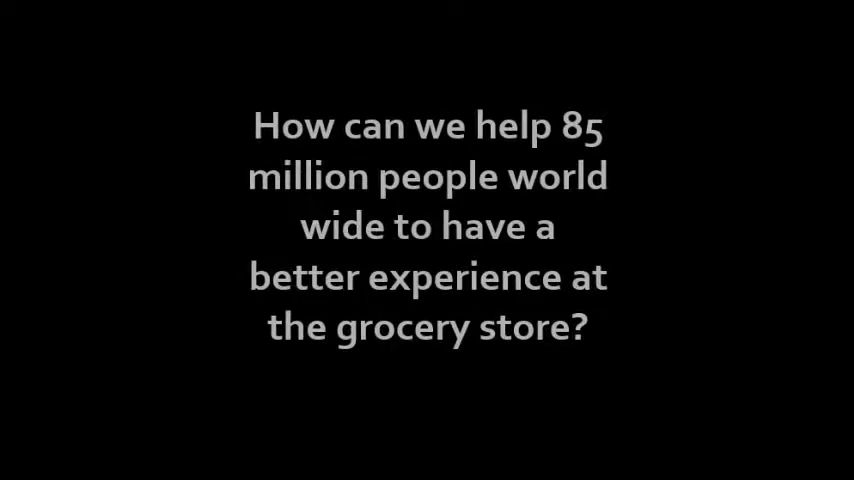 How can we help 85
million people world
wide to have a
better experience at
the grocery store?